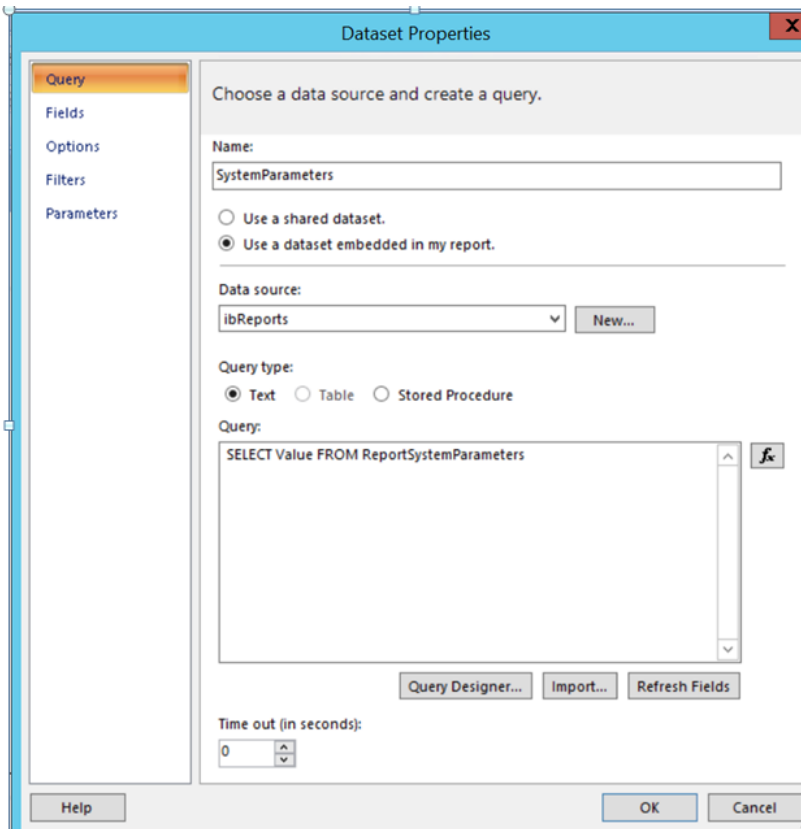 Dataset Properties
X
Query
Fields
Options
Filters
Parameters
Choose a data source and create a query.
Name:
SystemParameters
Use a shared dataset.
Use a dataset embedded in my report.
Data source:
ibReports
New...
Query type:
Text Table Stored Procedure
Query:
SELECT Value FROM ReportSystemParameters
fx
Query Designer... Import... Refresh Fields
Time out (in seconds):
0
Help OK Cancel